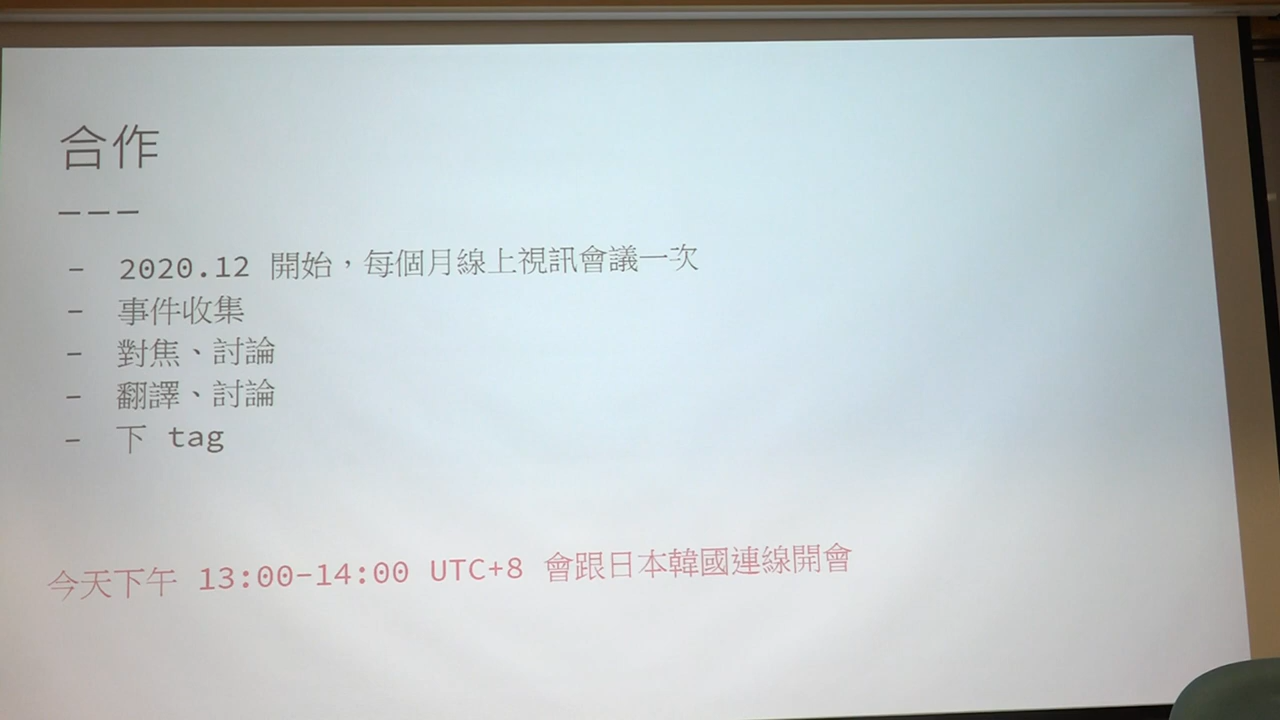 合作
---
- 2020.12 開始，每個月線上視訊會議一次
- 事件收集
- 對焦、討論
- 翻譯、討論
- 下 tag
今天下午 13:00-14:00 UTC+8 會跟日本韓國連線開會